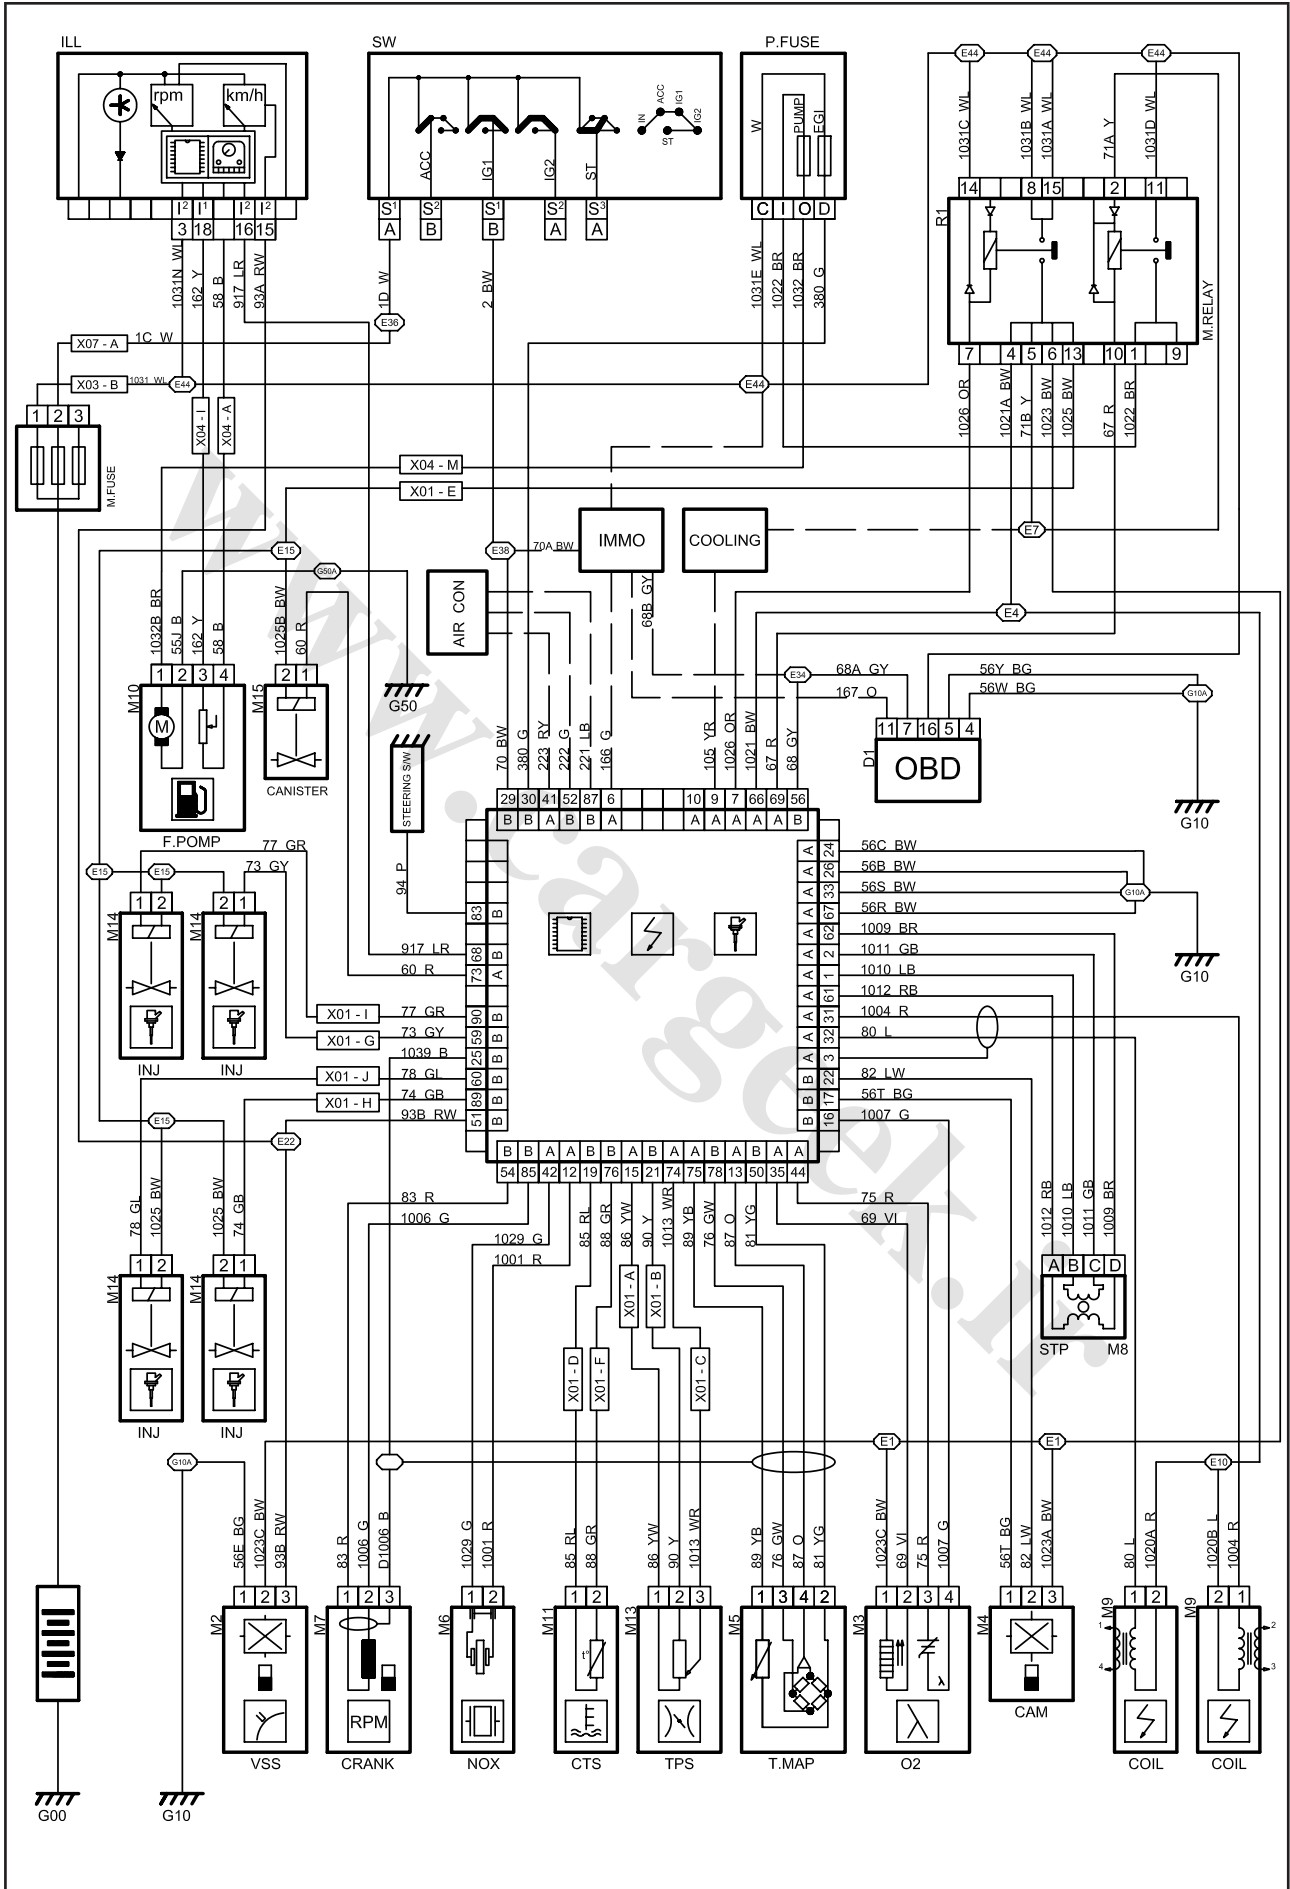 ILL SW P.FUSE E44 E44 E44
rpm km/h
ACC IG1 IG2 ST
IN ACC IG1 IG2 ST
W PUMP EGI
1031C WL 1031B WL 1031A WL 71A Y 1031D WL
14 8 15 2 11
I2 I1 I2 I2
3 18 16 15
S1 S2 S1 S2 S3
A B B A A
C I O D
R1
M.RELAY
1031N WL 162 Y 58 B 917 LR 93A RW
1D W 2 BW
1031E WL 1022 BR 1032 BR 380 G
E36
X07 - A 1C W
7 4 5 6 13 10 1 9
X03 - B 1031 WL E44 E44
1026 OR 1021A BW 71B Y 1023 BW 1025 BW 67 R 1022 BR
1 2 3
M.FUSE
X04 - I X04 - A
X04 - M
X01 - E
IMMO COOLING E7
E15 E38 70A BW
G50A
AIR CON
68B GY
E4
1032B BR 55J B 162 Y 58 B 1025B BW 60 R
1 2 3 4 2 1
M10 M15
M
F.POMP CANISTER
G50
STEERING S/W
94 P
E34 68A GY 56Y BG
167 O 56W BG G10A
11 7 16 5 4
D1
OBD
G10
70 BW 380 G 223 RY 222 G 221 LB 166 G 105 YR 1026 OR 1021 BW 67 R 68 GY
29 30 41 52 87 6 10 9 7 66 69 56
B B A B B A A A A A A B
77 GR
E15 E15 73 GY
1 2 2 1
M14 M14
INJ INJ
A 24 56C BW
A 26 56B BW
A 33 56S BW G10A
A 67 56R BW
A 62 1009 BR
A 2 1011 GB
A 1 1010 LB
A 61 1012 RB
A 31 1004 R
A 32 80 L
A 3
B 22 82 LW
B 17 56T BG
B 16 1007 G
G10
83 B
917 LR 68 B
60 R 73 A
X01 - I 77 GR 90 B
X01 - G 73 GY 59 B
1039 B 25 B
X01 - J 78 GL 60 B
X01 - H 74 GB 89 B
93B RW 51 B
E15 E22
B B A A B B A B A A B A B A A
54 85 42 12 19 76 15 21 74 75 78 13 50 35 44
83 R
1006 G
1029 G
1001 R
85 RL 88 GR 86 YW 90 Y 1013 WR 89 YB 76 GW 87 O 81 YG
75 R
69 VI
78 GL 1025 BW 1025 BW 74 GB
1 2 2 1
M14 M14
INJ INJ
X01 - A X01 - B
X01 - D X01 - F X01 - C
1012 RB 1010 LB 1011 GB 1009 BR
A B C D
STP M8
G10A E1 E1 E10
56E BG 1023C BW 93B RW
83 R 1006 G D1006 B
1029 G 1001 R
85 RL 88 GR
86 YW 90 Y 1013 WR
89 YB 76 GW 87 O 81 YG
1023C BW 69 VI 75 R 1007 G
56T BG 82 LW 1023A BW
80 L 1020A R
1020B L 1004 R
1 2 3 1 2 3 1 2 1 2 1 2 3 1 3 4 2 1 2 3 4 1 2 3 1 2 2 1
M2 M7 M6 M11 M13 M5 M3 M4 M9 M9
t°
λ
1 4 2 3
RPM
VSS CRANK NOX CTS TPS T.MAP O2 CAM COIL COIL
G00 G10
www.cargeek.ir